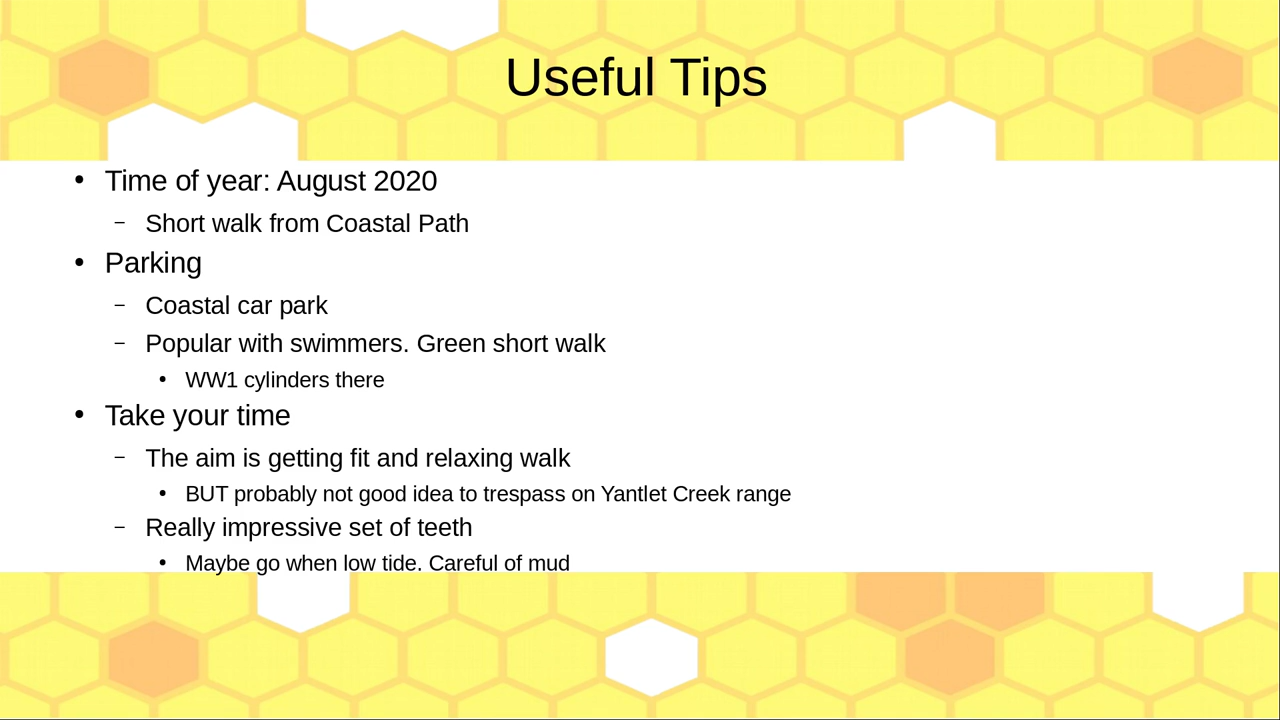 Useful Tips
• Time of year: August 2020
– Short walk from Coastal Path
• Parking
– Coastal car park
– Popular with swimmers. Green short walk
• WW1 cylinders there
• Take your time
– The aim is getting fit and relaxing walk
• BUT probably not good idea to trespass on Yantlet Creek range
– Really impressive set of teeth
• Maybe go when low tide. Careful of mud